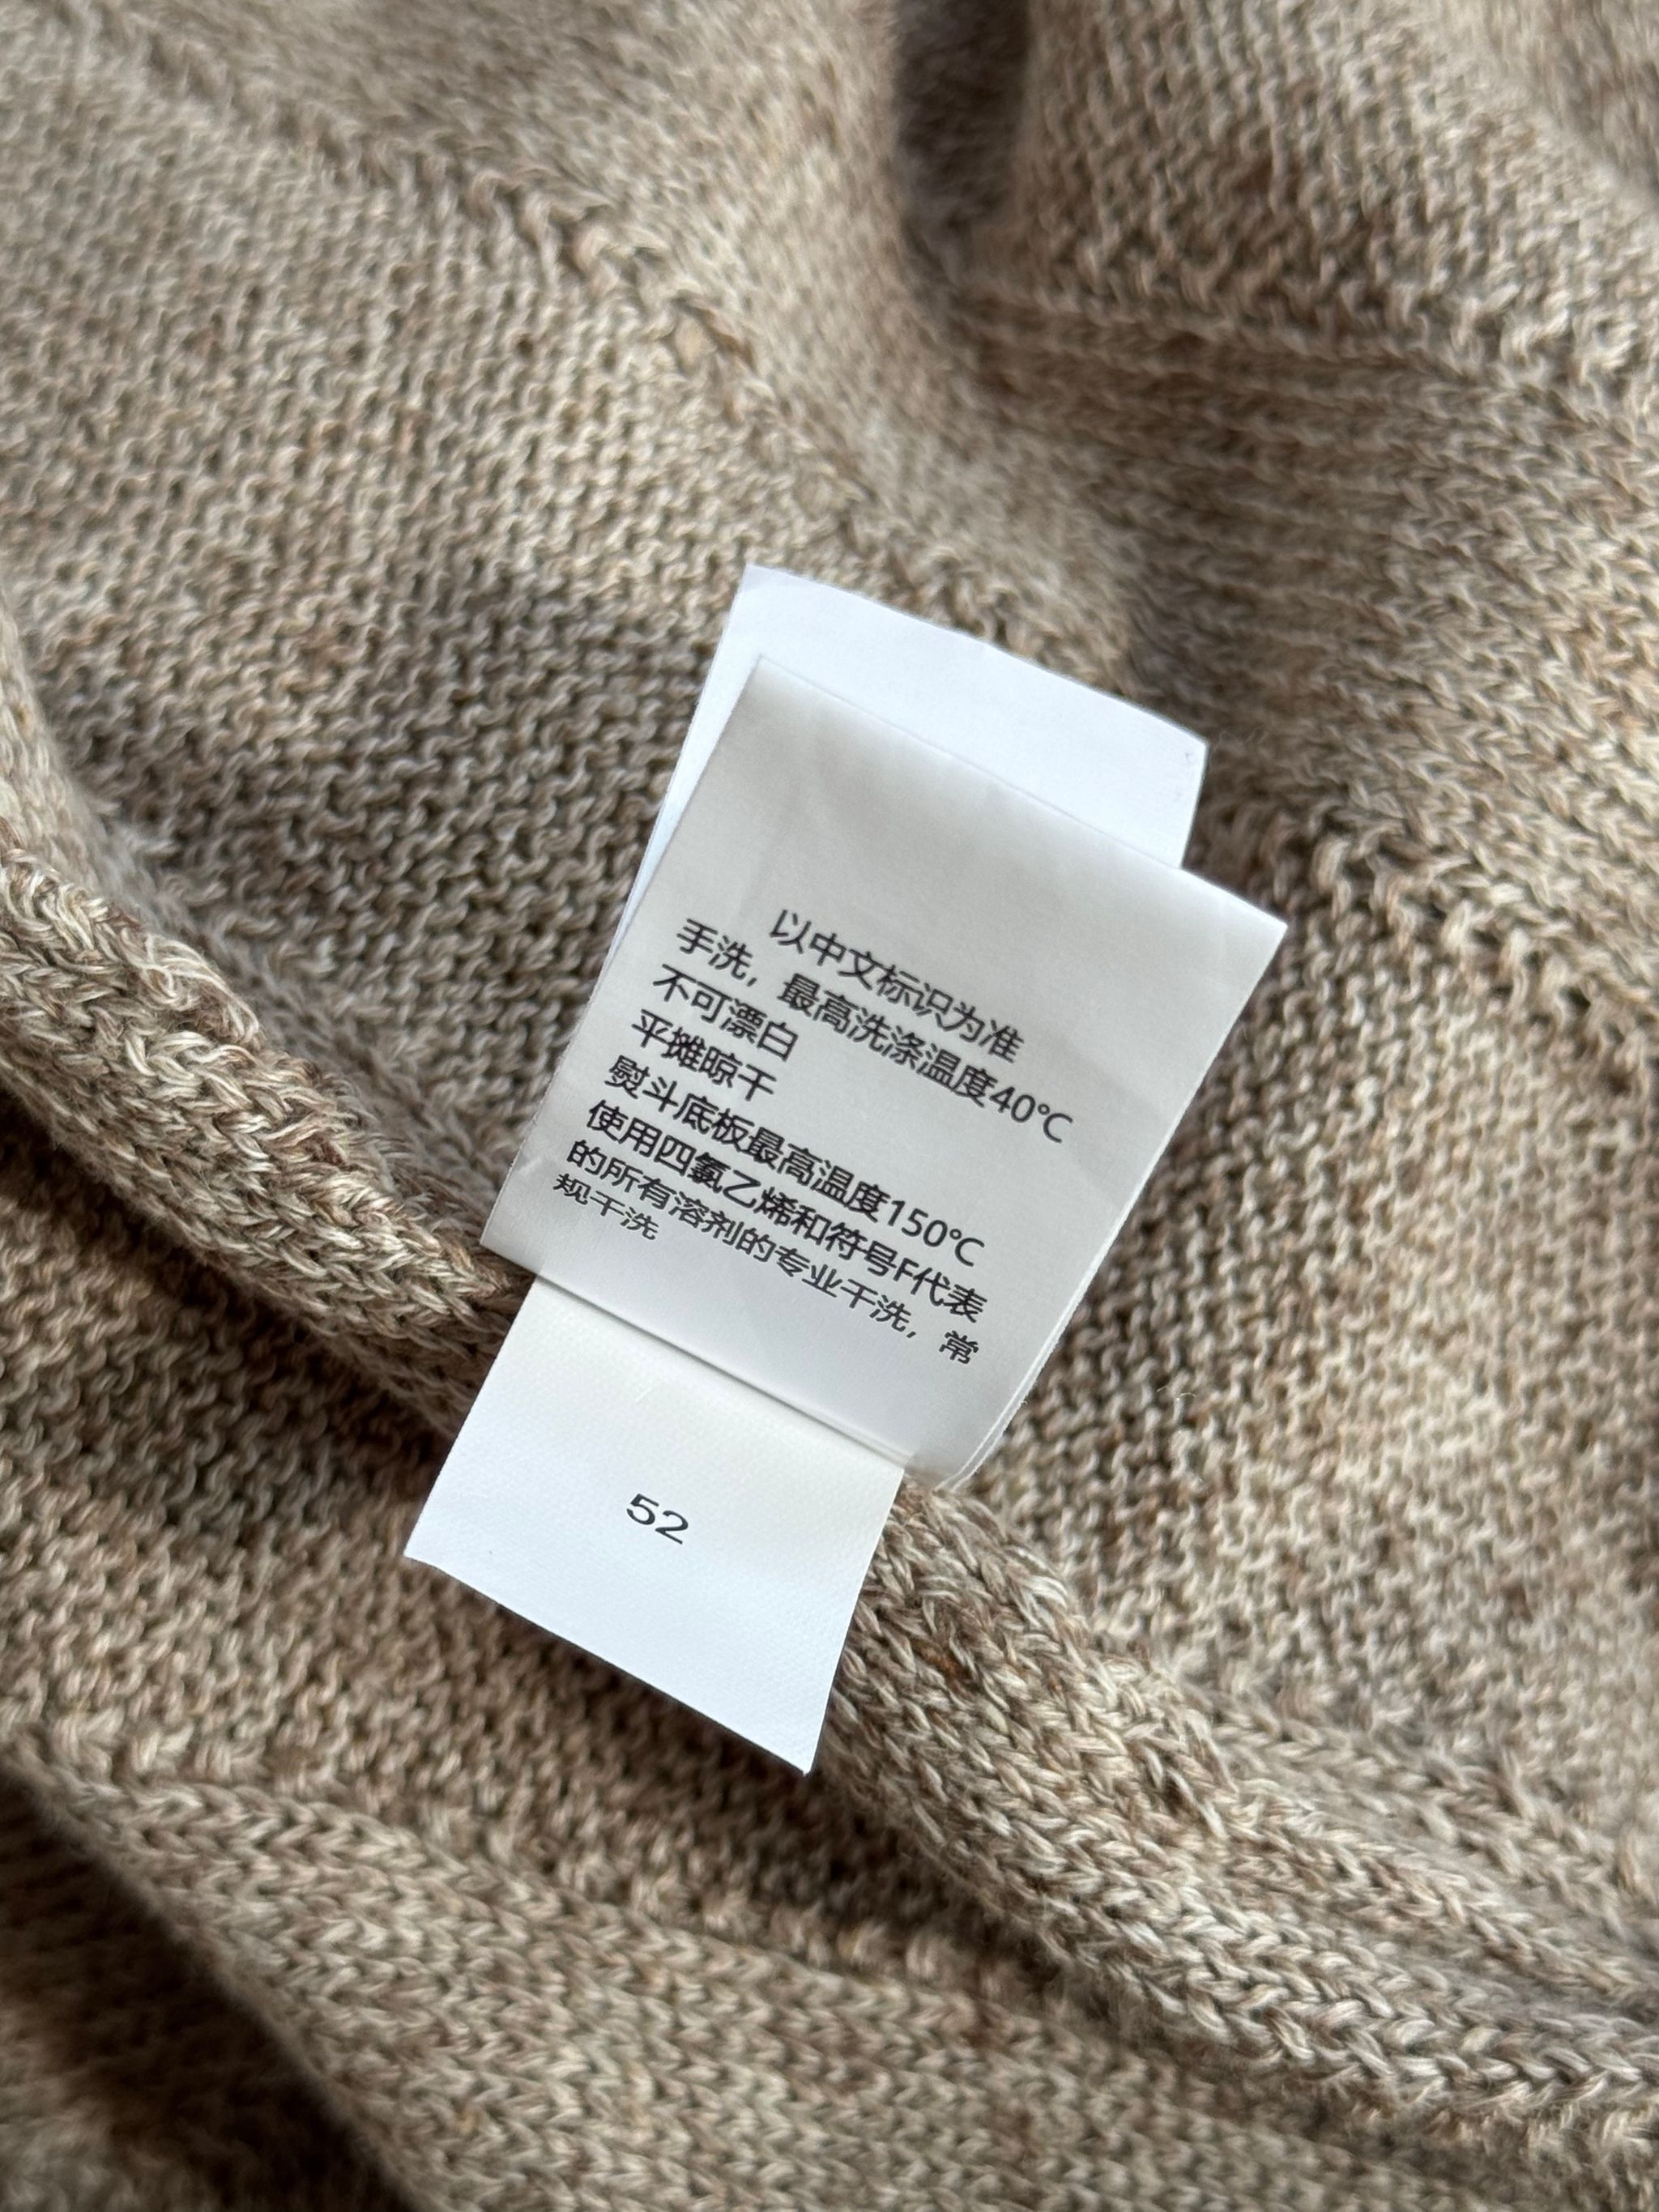 以中文标识为准
手洗，最高洗涤温度40℃
不可漂白
平摊晾干
熨斗底板最高温度150℃
使用四氯乙烯和符号F代表
的所有溶剂的专业干洗，常
规干洗
52